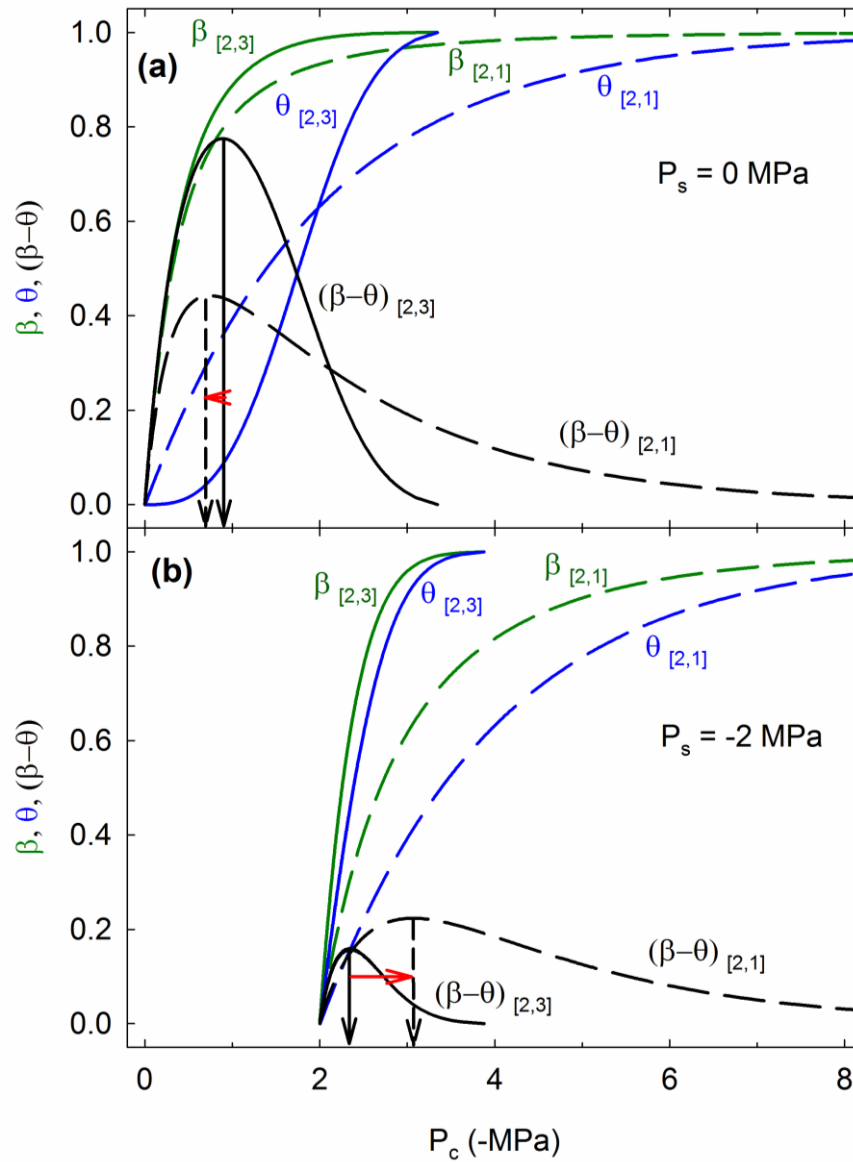 (a)
β [2,3]
β [2,1]
θ [2,3]
θ [2,1]
P_s = 0 MPa
(β−θ) [2,3]
(β−θ) [2,1]
β, θ, (β−θ)
1.0
0.8
0.6
0.4
0.2
0.0
(b)
β [2,3]
θ [2,3]
β [2,1]
θ [2,1]
P_s = -2 MPa
(β−θ) [2,1]
(β−θ) [2,3]
β, θ, (β−θ)
1.0
0.8
0.6
0.4
0.2
0.0
0 2 4 6 8
P_c (-MPa)